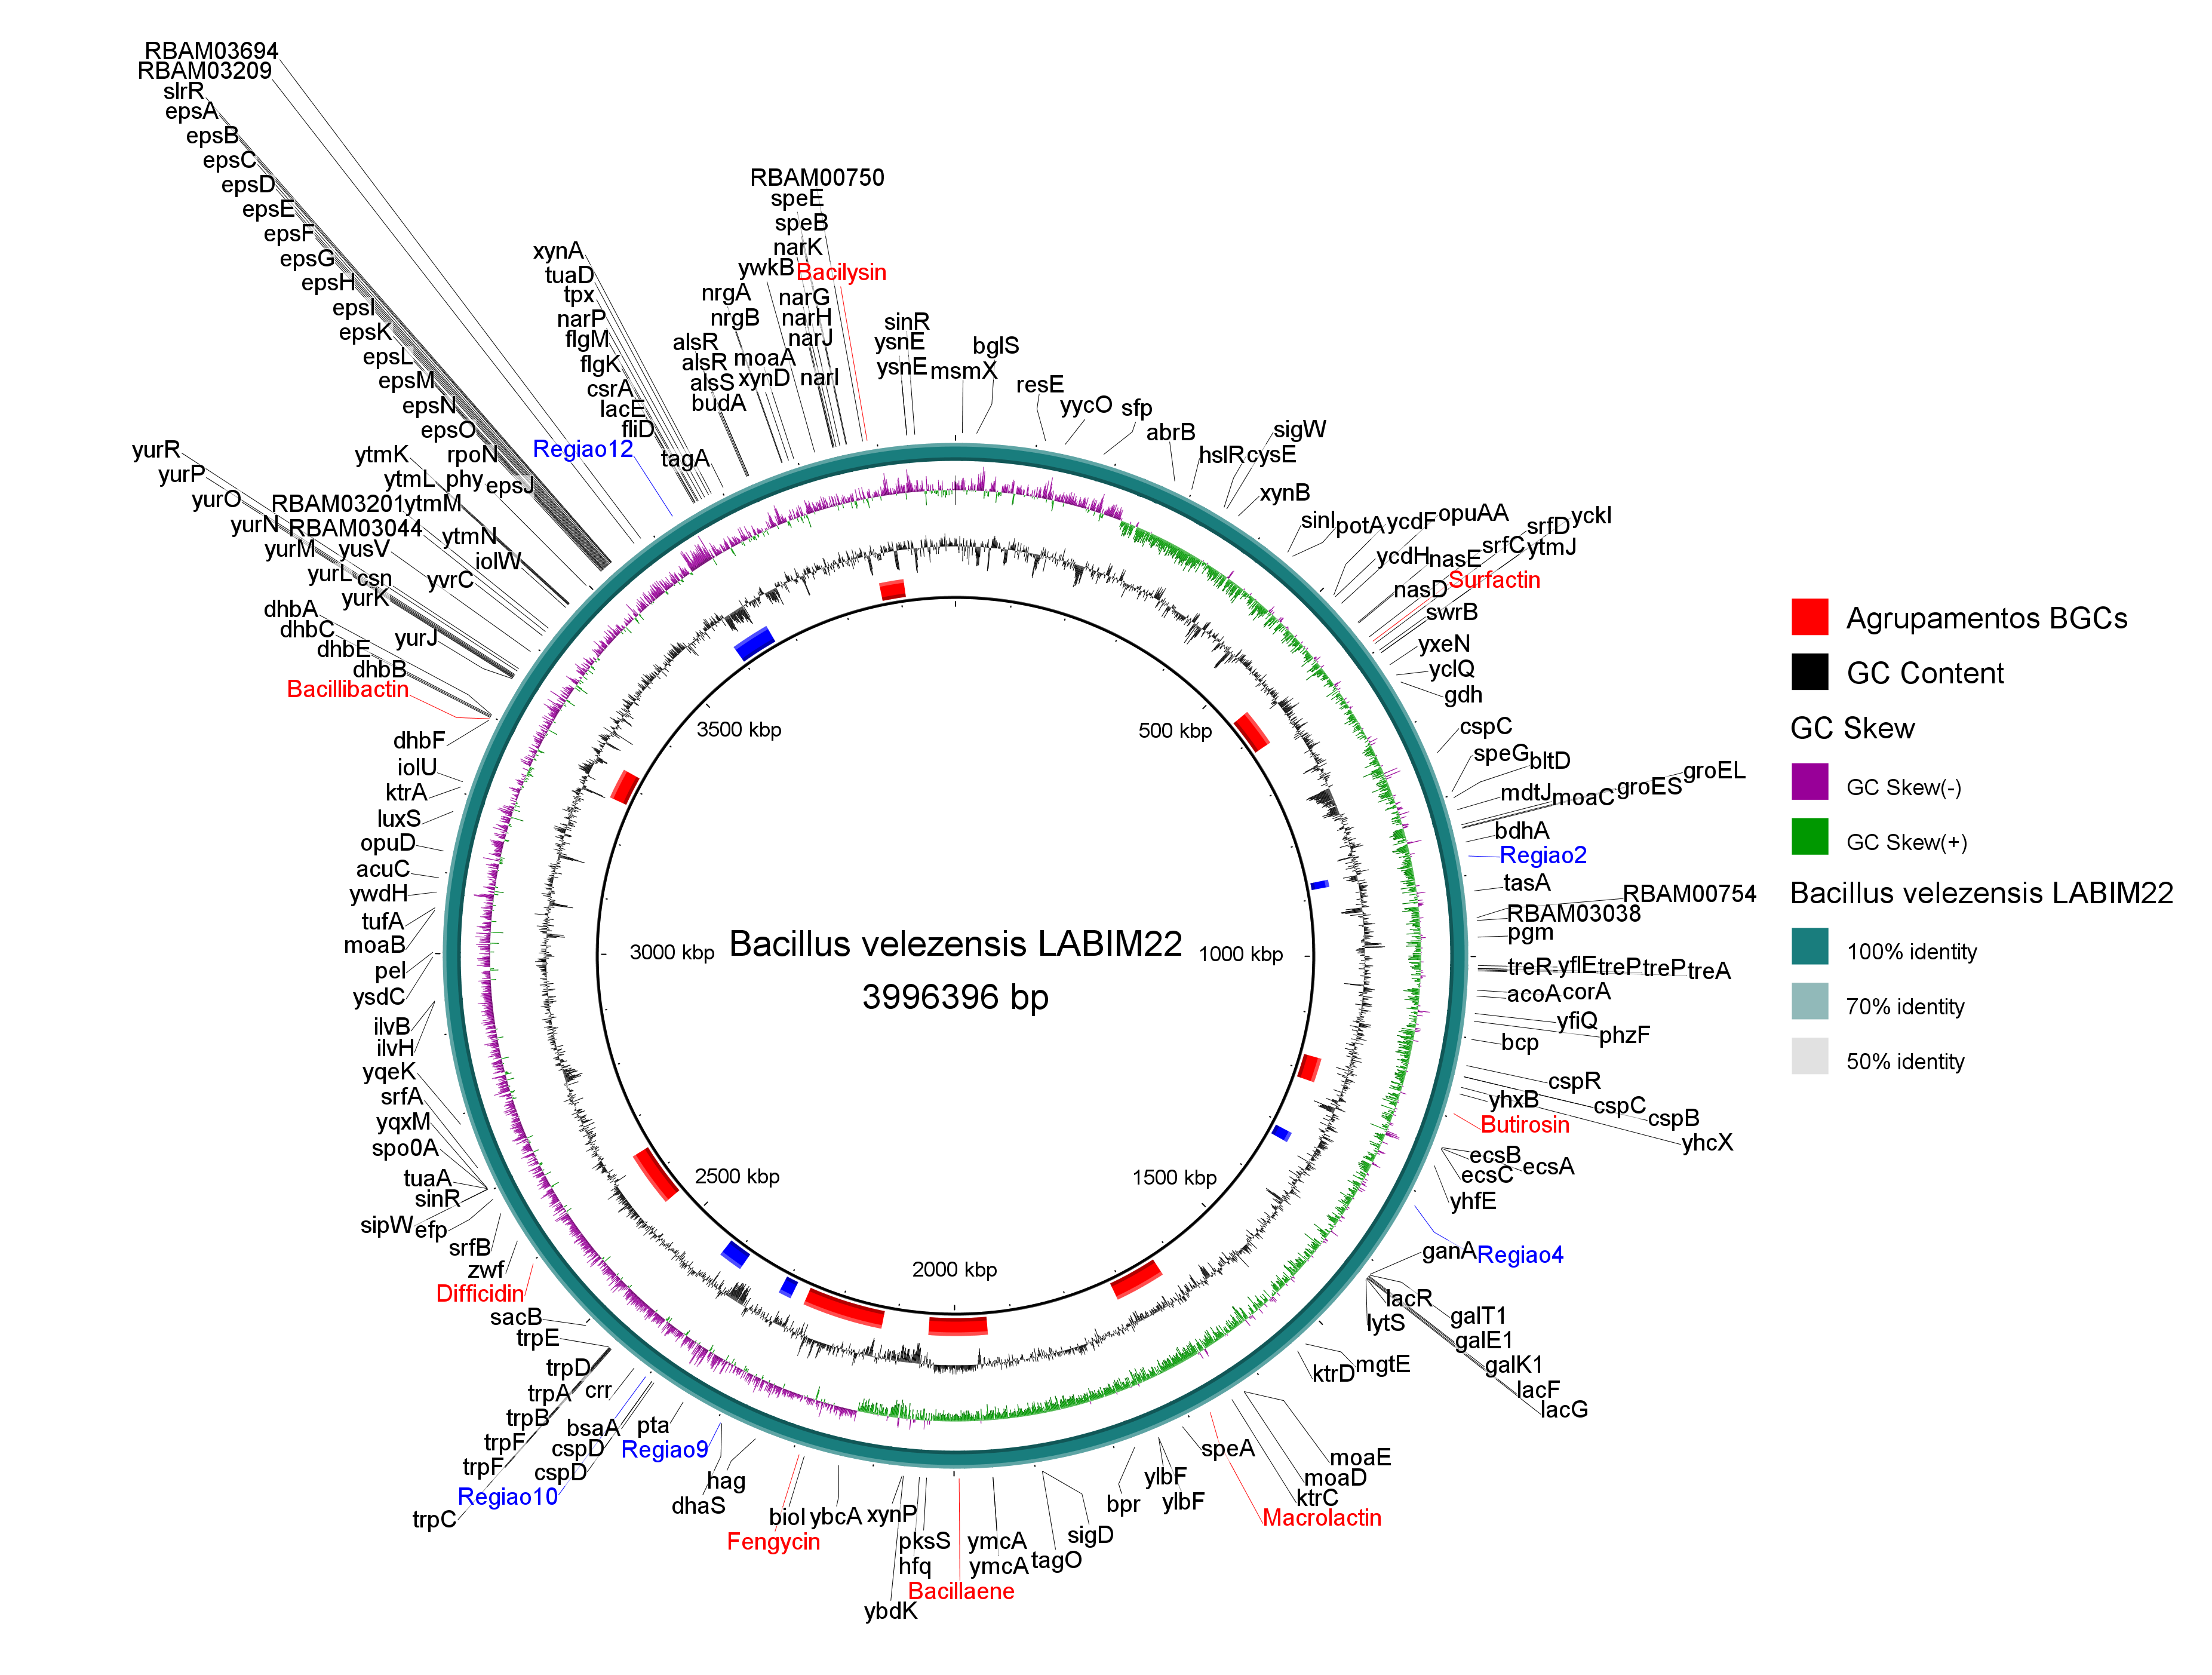 RBAM03694
RBAM03209
slrR
epsA
epsB
epsC
epsD
epsE
epsF
epsG
epsH
epsI
epsK
epsL
epsM
epsN
epsO
rpoN
phy
epsJ
ytmK
ytmL
ytmM
ytmN
iolW
RBAM03201
RBAM03044
yusV
yvrC
yurR
yurP
yurO
yurN
yurM
yurL
csn
yurK
yurJ
dhbA
dhbC
dhbE
dhbB
Bacillibactin
dhbF
iolU
ktrA
luxS
opuD
acuC
ywdH
tufA
moaB
pel
ysdC
ilvB
ilvH
yqeK
srfA
yqxM
spo0A
tuaA
sinR
sipW
efp
srfB
zwf
Difficidin
sacB
trpE
trpD
trpA
trpB
trpF
trpF
trpC
crr
bsaA
cspD
cspD
Regiao10
pta
Regiao9
hag
dhaS
bioI
Fengycin
ybcA
xynP
ybdK
pksS
hfq
Bacillaene
ymcA
ymcA
tagO
sigD
bpr
ylbF
ylbF
speA
Macrolactin
ktrC
moaD
moaE
ktrD
mgtE
lytS
lacR
galT1
galE1
galK1
lacF
lacG
ganA
Regiao4
yhfE
ecsC
ecsB
ecsA
Butirosin
yhxB
yhcX
cspB
cspC
cspR
bcp
phzF
yfiQ
acoA
corA
treR
yflE
treP
treP
treA
pgm
RBAM03038
RBAM00754
tasA
Regiao2
bdhA
moaC
groES
groEL
mdtJ
bltD
speG
cspC
gdh
yclQ
yxeN
swrB
Surfactin
ytmJ
srfC
srfD
yckI
nasD
nasE
ycdH
opuAA
ycdF
potA
sinI
xynB
cysE
sigW
hslR
abrB
sfp
yycO
resE
bglS
msmX
sinR
ysnE
ysnE
Bacilysin
RBAM00750
speE
speB
narK
ywkB
narG
narH
narJ
narI
nrgA
nrgB
moaA
xynD
alsR
alsR
alsS
budA
xynA
tuaD
tpx
narP
flgM
flgK
csrA
lacE
fliD
tagA
Regiao12
500 kbp
1000 kbp
1500 kbp
2000 kbp
2500 kbp
3000 kbp
3500 kbp
Bacillus velezensis LABIM22
3996396 bp
Agrupamentos BGCs
GC Content
GC Skew
GC Skew(-)
GC Skew(+)
Bacillus velezensis LABIM22
100% identity
70% identity
50% identity